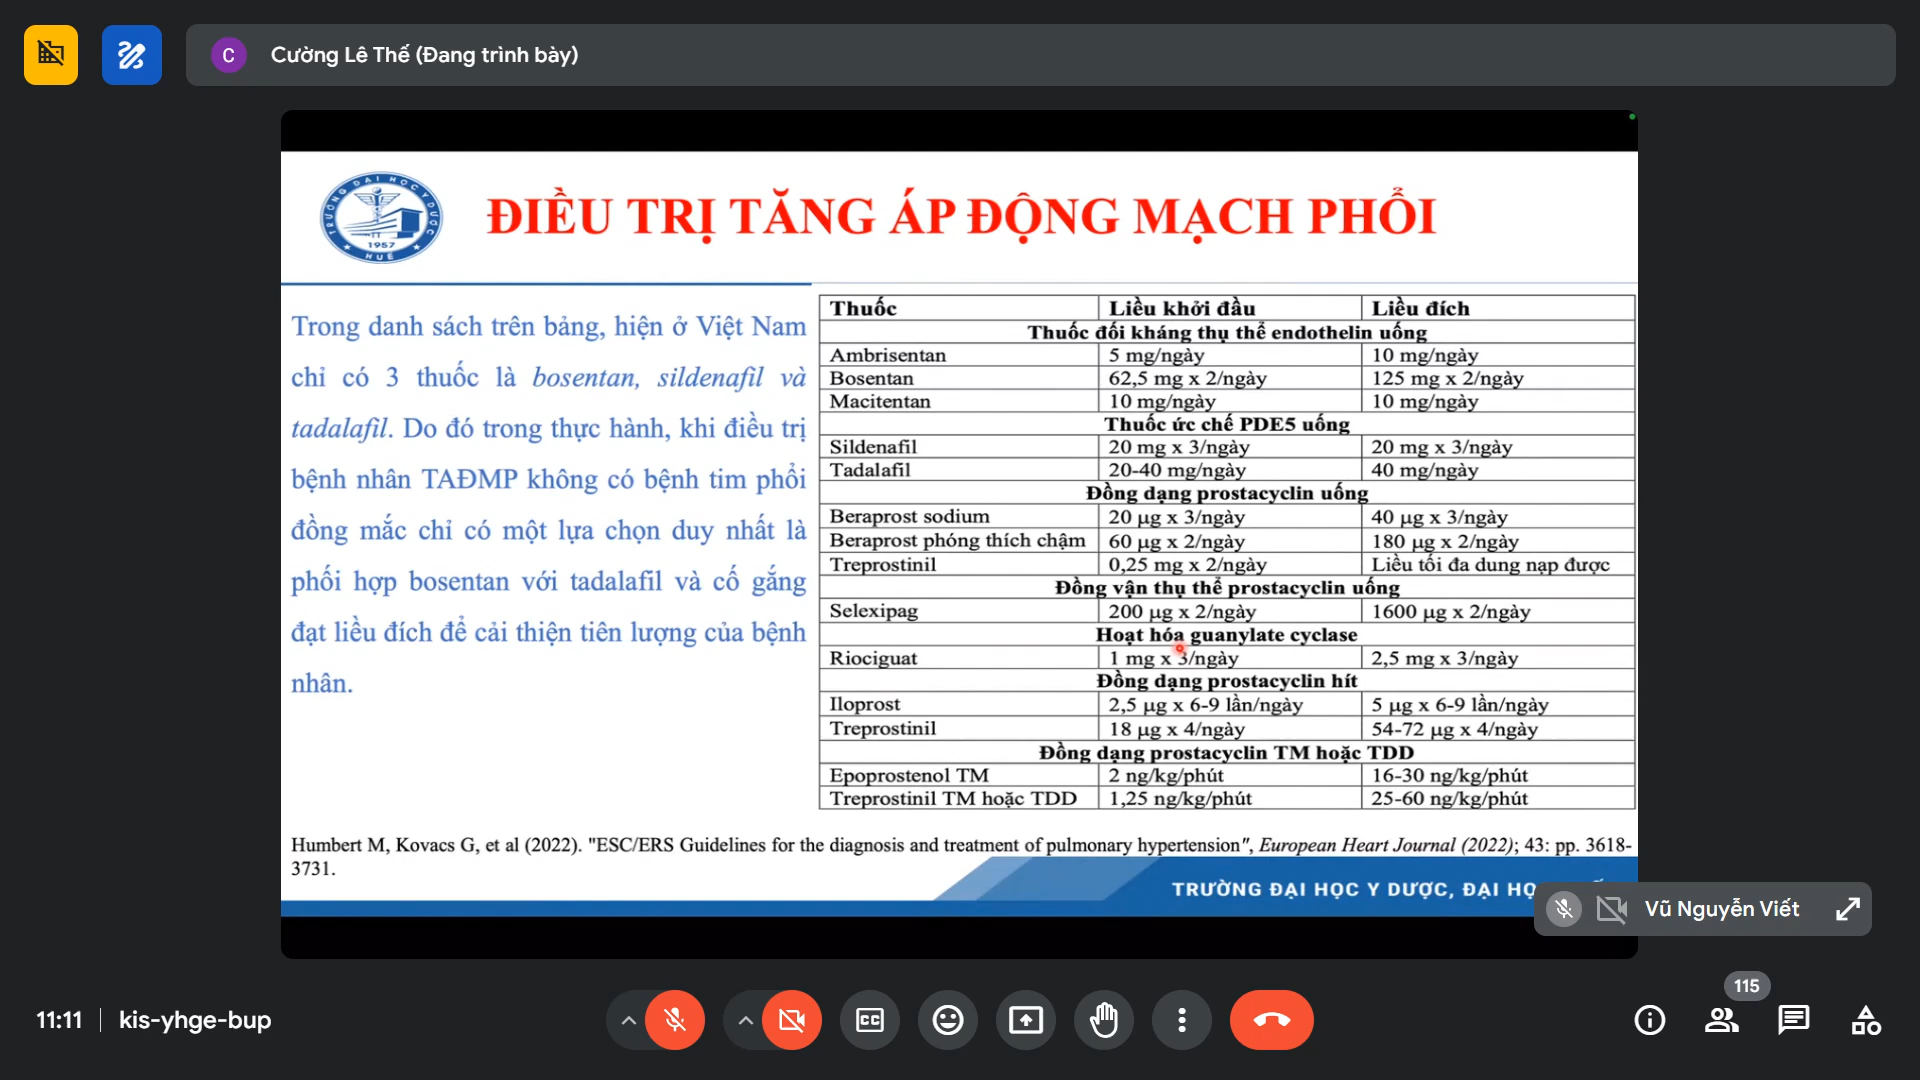 C Cường Lê Thế (Đang trình bày)
TRƯỜNG ĐẠI HỌC Y DƯỢC
1957
HUẾ
ĐIỀU TRỊ TĂNG ÁP ĐỘNG MẠCH PHỔI
Trong danh sách trên bảng, hiện ở Việt Nam
chỉ có 3 thuốc là bosentan, sildenafil và
tadalafil. Do đó trong thực hành, khi điều trị
bệnh nhân TAĐMP không có bệnh tim phổi
đồng mắc chỉ có một lựa chọn duy nhất là
phối hợp bosentan với tadalafil và cố gắng
đạt liều đích để cải thiện tiên lượng của bệnh
nhân.
Thuốc Liều khởi đầu Liều đích
Thuốc đối kháng thụ thể endothelin uống
Ambrisentan 5 mg/ngày 10 mg/ngày
Bosentan 62,5 mg x 2/ngày 125 mg x 2/ngày
Macitentan 10 mg/ngày 10 mg/ngày
Thuốc ức chế PDE5 uống
Sildenafil 20 mg x 3/ngày 20 mg x 3/ngày
Tadalafil 20-40 mg/ngày 40 mg/ngày
Đồng dạng prostacyclin uống
Beraprost sodium 20 µg x 3/ngày 40 µg x 3/ngày
Beraprost phóng thích chậm 60 µg x 2/ngày 180 µg x 2/ngày
Treprostinil 0,25 mg x 2/ngày Liều tối đa dung nạp được
Đồng vận thụ thể prostacyclin uống
Selexipag 200 µg x 2/ngày 1600 µg x 2/ngày
Hoạt hóa guanylate cyclase
Riociguat 1 mg x 3/ngày 2,5 mg x 3/ngày
Đồng dạng prostacyclin hít
Iloprost 2,5 µg x 6-9 lần/ngày 5 µg x 6-9 lần/ngày
Treprostinil 18 µg x 4/ngày 54-72 µg x 4/ngày
Đồng dạng prostacyclin TM hoặc TDD
Epoprostenol TM 2 ng/kg/phút 16-30 ng/kg/phút
Treprostinil TM hoặc TDD 1,25 ng/kg/phút 25-60 ng/kg/phút
Humbert M, Kovacs G, et al (2022). "ESC/ERS Guidelines for the diagnosis and treatment of pulmonary hypertension", European Heart Journal (2022); 43: pp. 3618-
3731.
TRƯỜNG ĐẠI HỌC Y DƯỢC, ĐẠI HỌ
Vũ Nguyễn Viết
115
11:11 kis-yhge-bup
CC